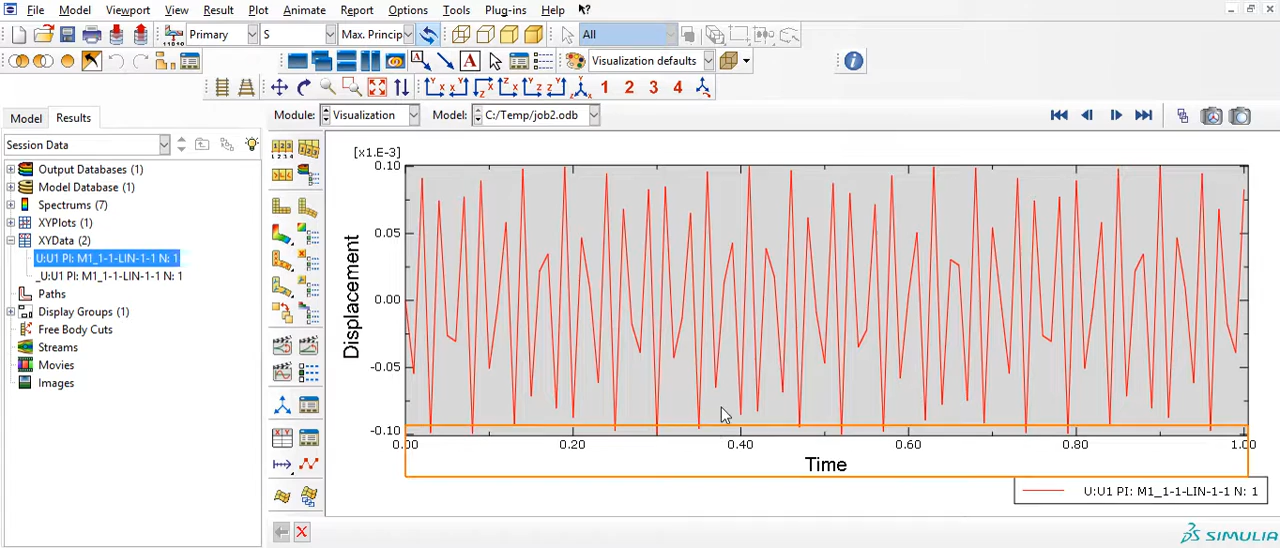 File Model Viewport View Result Plot Animate Report Options Tools Plug-ins Help
Primary S Max. Princip All
Visualization defaults
A A i
1 2 3 4
Model Results Module: Visualization Model: C:/Temp/job2.odb
Session Data
Output Databases (1)
Model Database (1)
Spectrums (7)
XYPlots (1)
XYData (2)
U:U1 PI: M1_1-1-LIN-1-1 N: 1
_U:U1 PI: M1_1-1-LIN-1-1 N: 1
Paths
Display Groups (1)
Free Body Cuts
Streams
Movies
Images
[x1.E-3]
0.10
0.05
0.00
-0.05
-0.10
Displacement
0.00 0.20 0.40 0.60 0.80 1.00
Time
U:U1 PI: M1_1-1-LIN-1-1 N: 1
SIMULIA